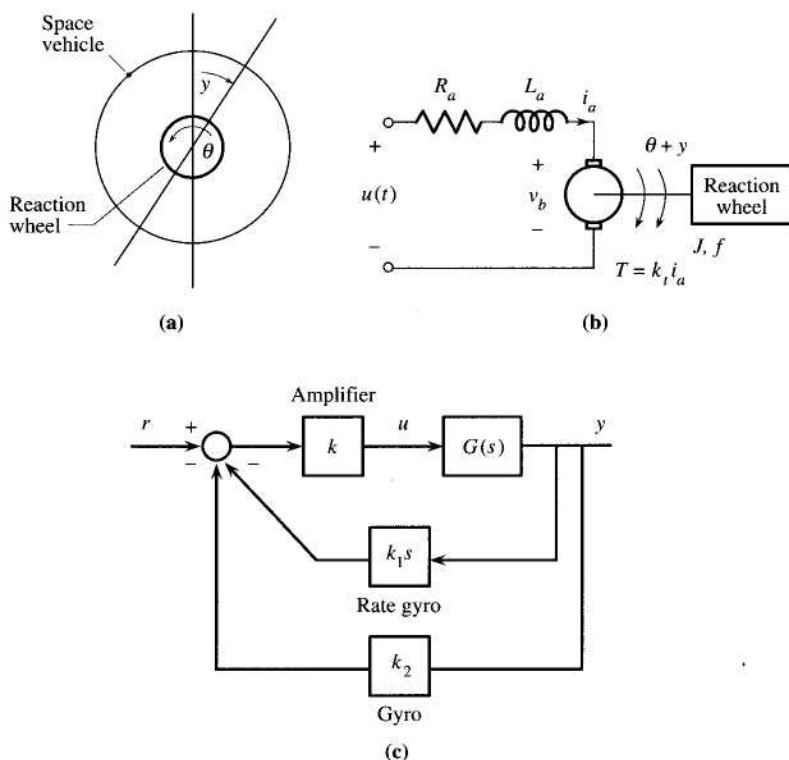 Space
vehicle
y
θ
Reaction
wheel
(a)
R_a
L_a
i_a
+
+
θ + y
u(t)
v_b
Reaction
wheel
−
−
J, f
T = k_t i_a
(b)
Amplifier
r
+
k
u
G(s)
y
−
−
k_1 s
Rate gyro
k_2
Gyro
(c)